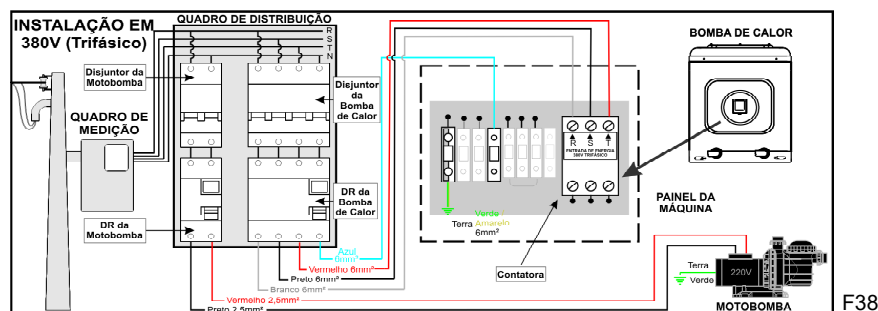 INSTALAÇÃO EM
380V (Trifásico)
QUADRO DE DISTRIBUIÇÃO
R
S
T
N
Disjuntor da
Motobomba
Disjuntor
da
Bomba
de Calor
QUADRO DE
MEDIÇÃO
DR da
Motobomba
DR da
Bomba
de Calor
Azul
6mm²
Vermelho 6mm²
Preto 6mm²
Branco 6mm²
Vermelho 2,5mm²
Preto 2,5mm²
R S T
ENTRADA DE ENERGIA
380V TRIFÁSICO
Verde
Terra Amarelo
6mm²
Contatora
BOMBA DE CALOR
PAINEL DA
MÁQUINA
Terra
Verde
220V
MOTOBOMBA
F38